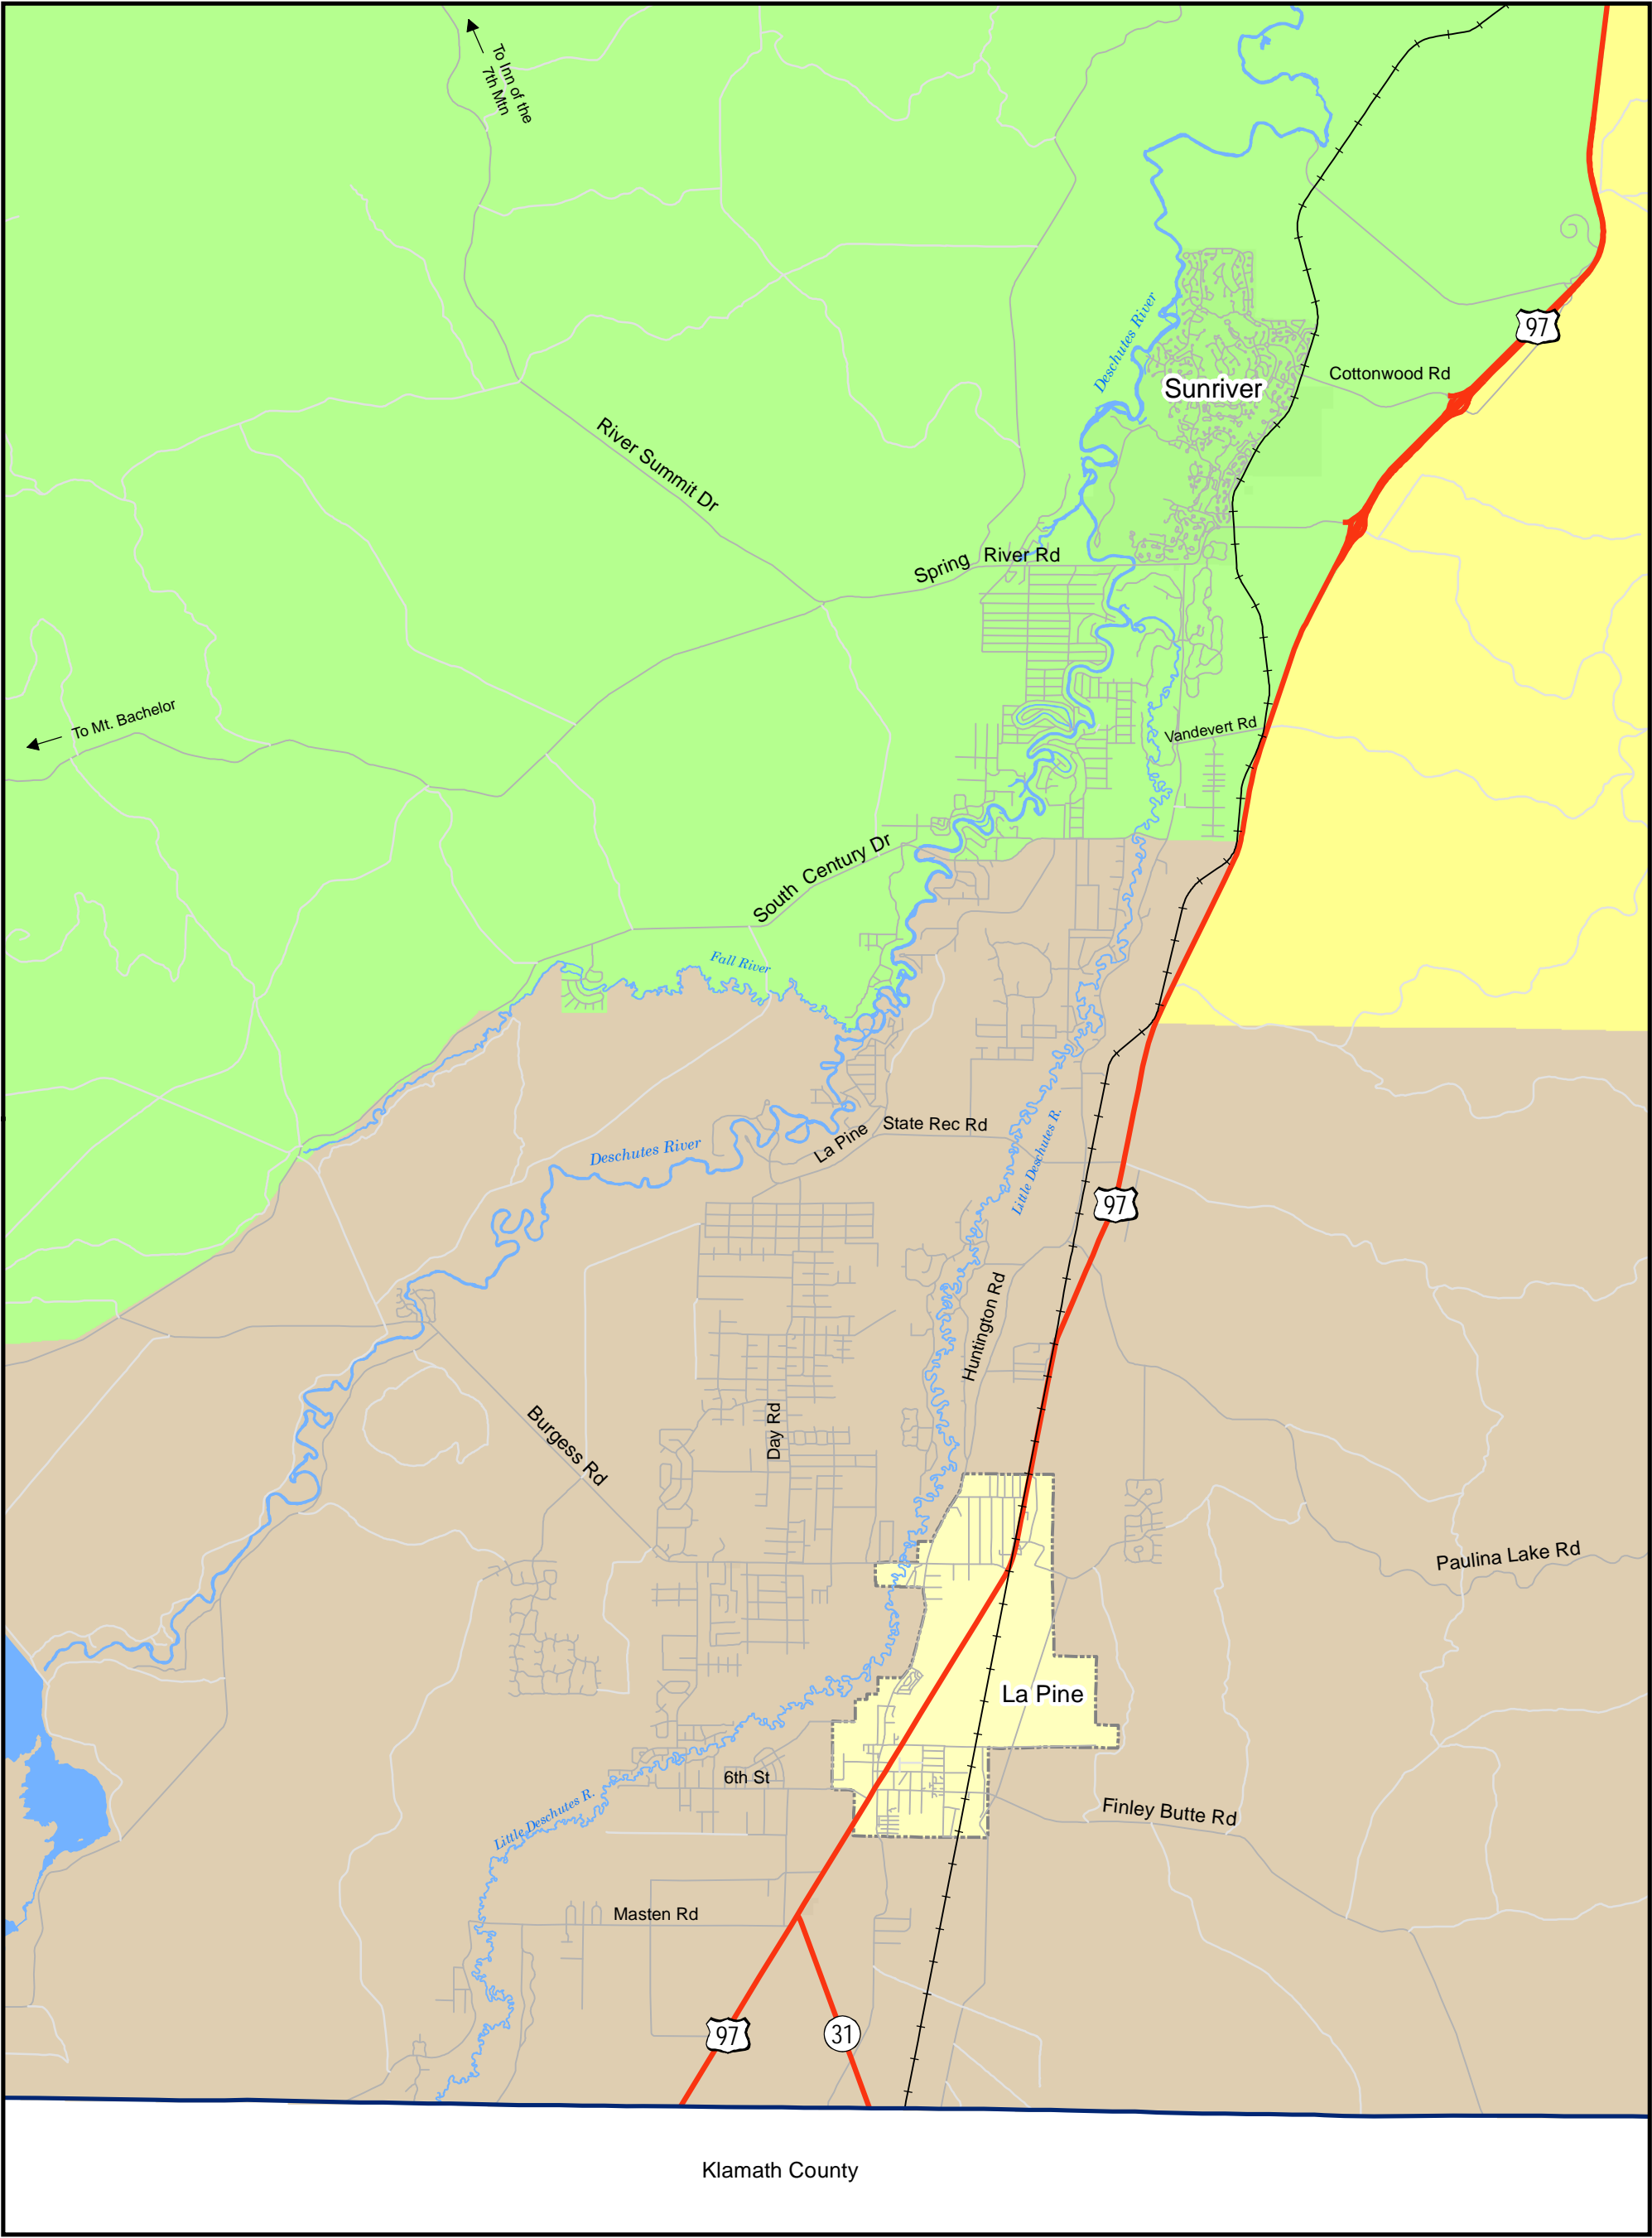 To Inn of the
7th Mtn
97
Deschutes River
Sunriver
Cottonwood Rd
River Summit Dr
Spring River Rd
To Mt. Bachelor
Vandevert Rd
South Century Dr
Fall River
La Pine State Rec Rd
Deschutes River
Little Deschutes R.
97
Huntington Rd
Day Rd
Burgess Rd
Paulina Lake Rd
La Pine
6th St
Finley Butte Rd
Little Deschutes R.
Masten Rd
97
31
Klamath County